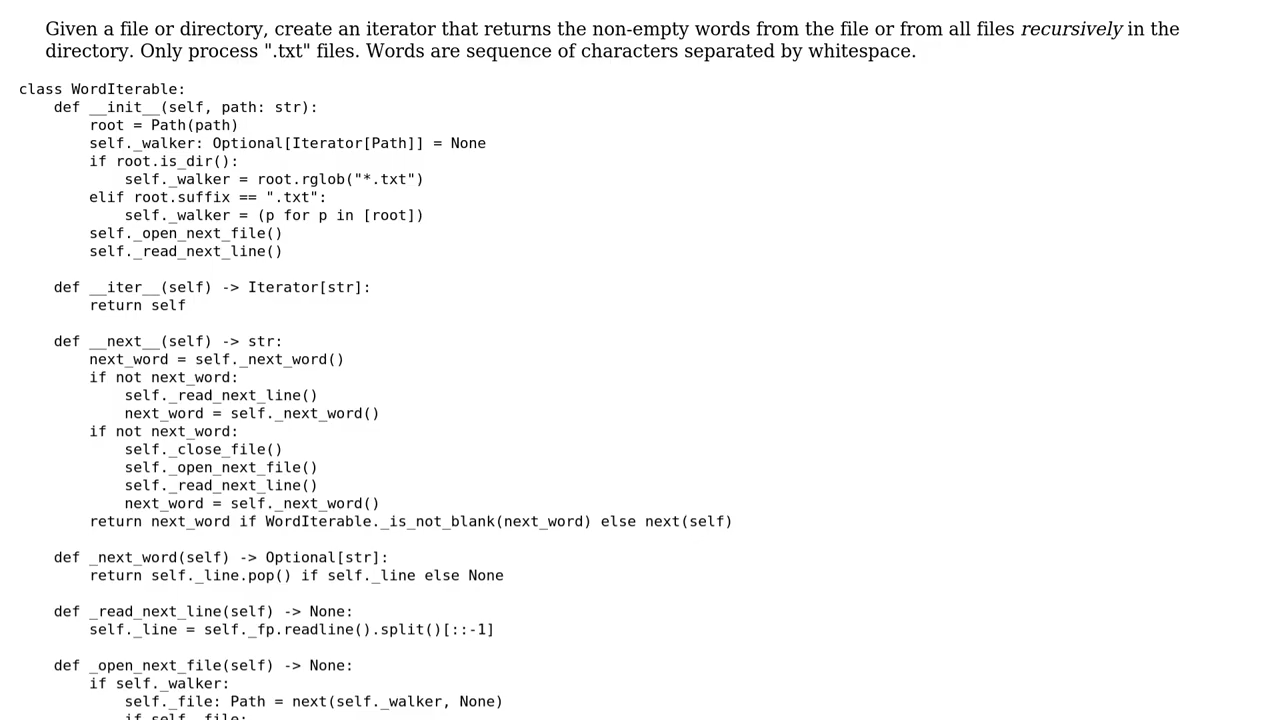 Given a file or directory, create an iterator that returns the non-empty words from the file or from all files recursively in the
directory. Only process ".txt" files. Words are sequence of characters separated by whitespace.
class WordIterable:
    def __init__(self, path: str):
        root = Path(path)
        self._walker: Optional[Iterator[Path]] = None
        if root.is_dir():
            self._walker = root.rglob("*.txt")
        elif root.suffix == ".txt":
            self._walker = (p for p in [root])
        self._open_next_file()
        self._read_next_line()
    def __iter__(self) -> Iterator[str]:
        return self
    def __next__(self) -> str:
        next_word = self._next_word()
        if not next_word:
            self._read_next_line()
            next_word = self._next_word()
        if not next_word:
            self._close_file()
            self._open_next_file()
            self._read_next_line()
            next_word = self._next_word()
        return next_word if WordIterable._is_not_blank(next_word) else next(self)
    def _next_word(self) -> Optional[str]:
        return self._line.pop() if self._line else None
    def _read_next_line(self) -> None:
        self._line = self._fp.readline().split()[::-1]
    def _open_next_file(self) -> None:
        if self._walker:
            self._file: Path = next(self._walker, None)
            if self._file: